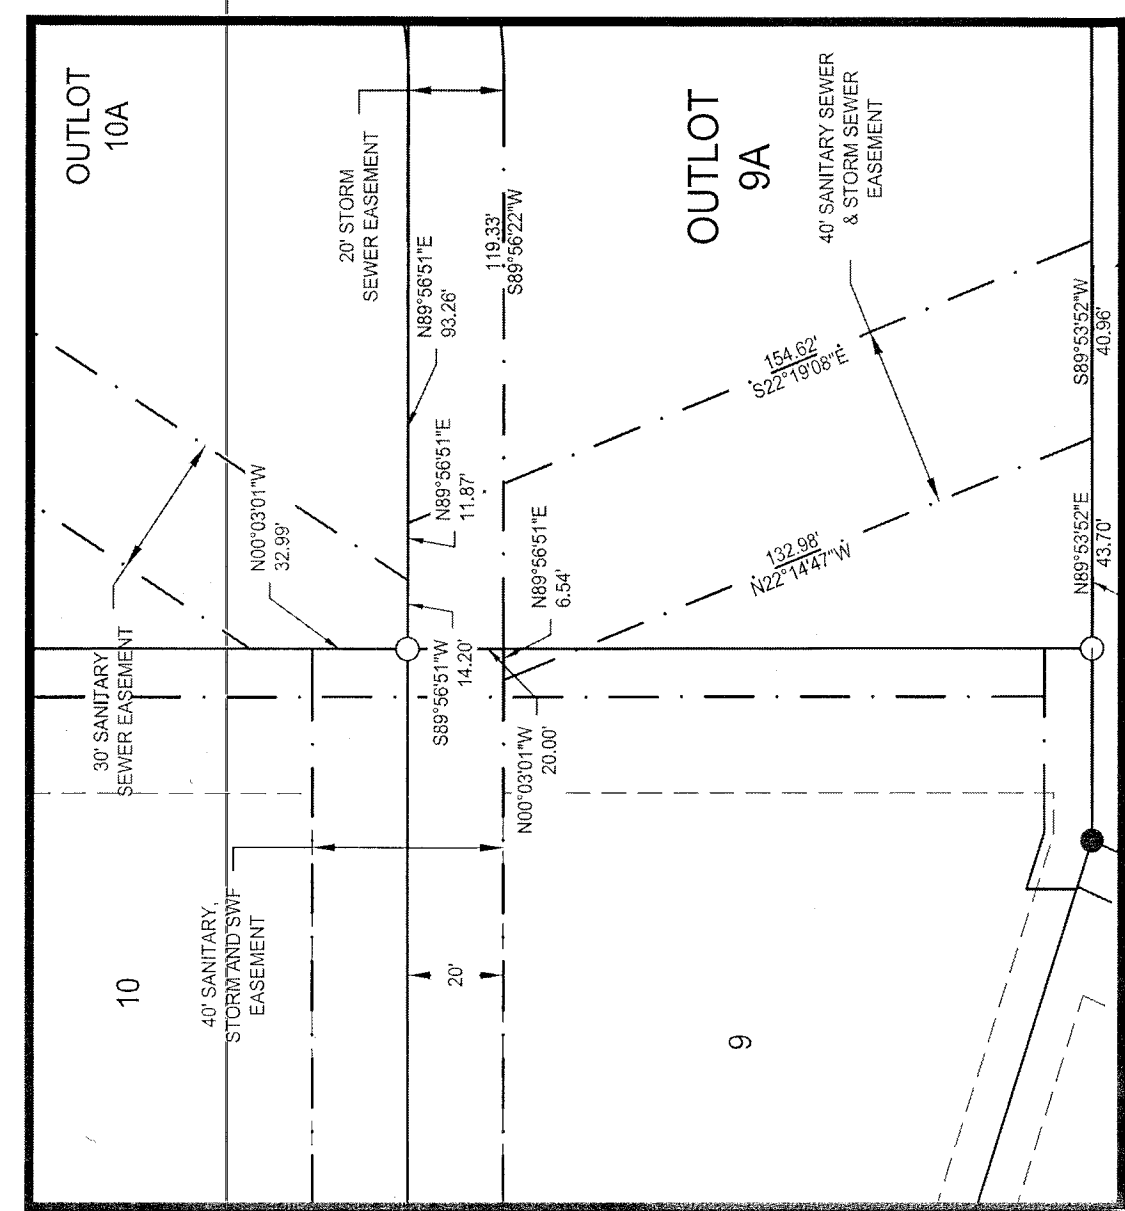 OUTLOT
10A
20' STORM
SEWER EASEMENT
119.33'
S89°56'22"W
OUTLOT
9A
40' SANITARY SEWER
& STORM SEWER
EASEMENT
N89°56'51"E
93.26'
154.62'
S22°19'08"E
S89°53'52"W
40.96'
N00°03'01"W
32.99'
N89°56'51"E
11.87'
N89°56'51"E
6.54'
132.98'
N22°14'47"W
N89°53'52"E
43.70'
30' SANITARY
SEWER EASEMENT
S89°56'51"W
14.20'
N00°03'01"W
20.00'
10
40' SANITARY,
STORM AND SWF
EASEMENT
20'
9